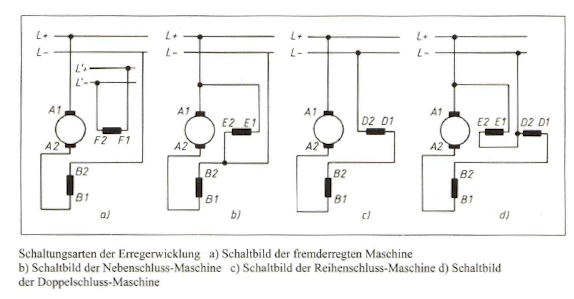 L+ L+ L+ L+
L− L− L− L−
L'+
L'−
A1 A1 A1 A1
F2 F1 E2 E1 D2 D1 E2 E1 D2 D1
A2 A2 A2 A2
B2 B2 B2 B2
B1 B1 B1 B1
a) b) c) d)
Schaltungsarten der Erregerwicklung a) Schaltbild der fremderregten Maschine
b) Schaltbild der Nebenschluss-Maschine c) Schaltbild der Reihenschluss-Maschine d) Schaltbild
der Doppelschluss-Maschine